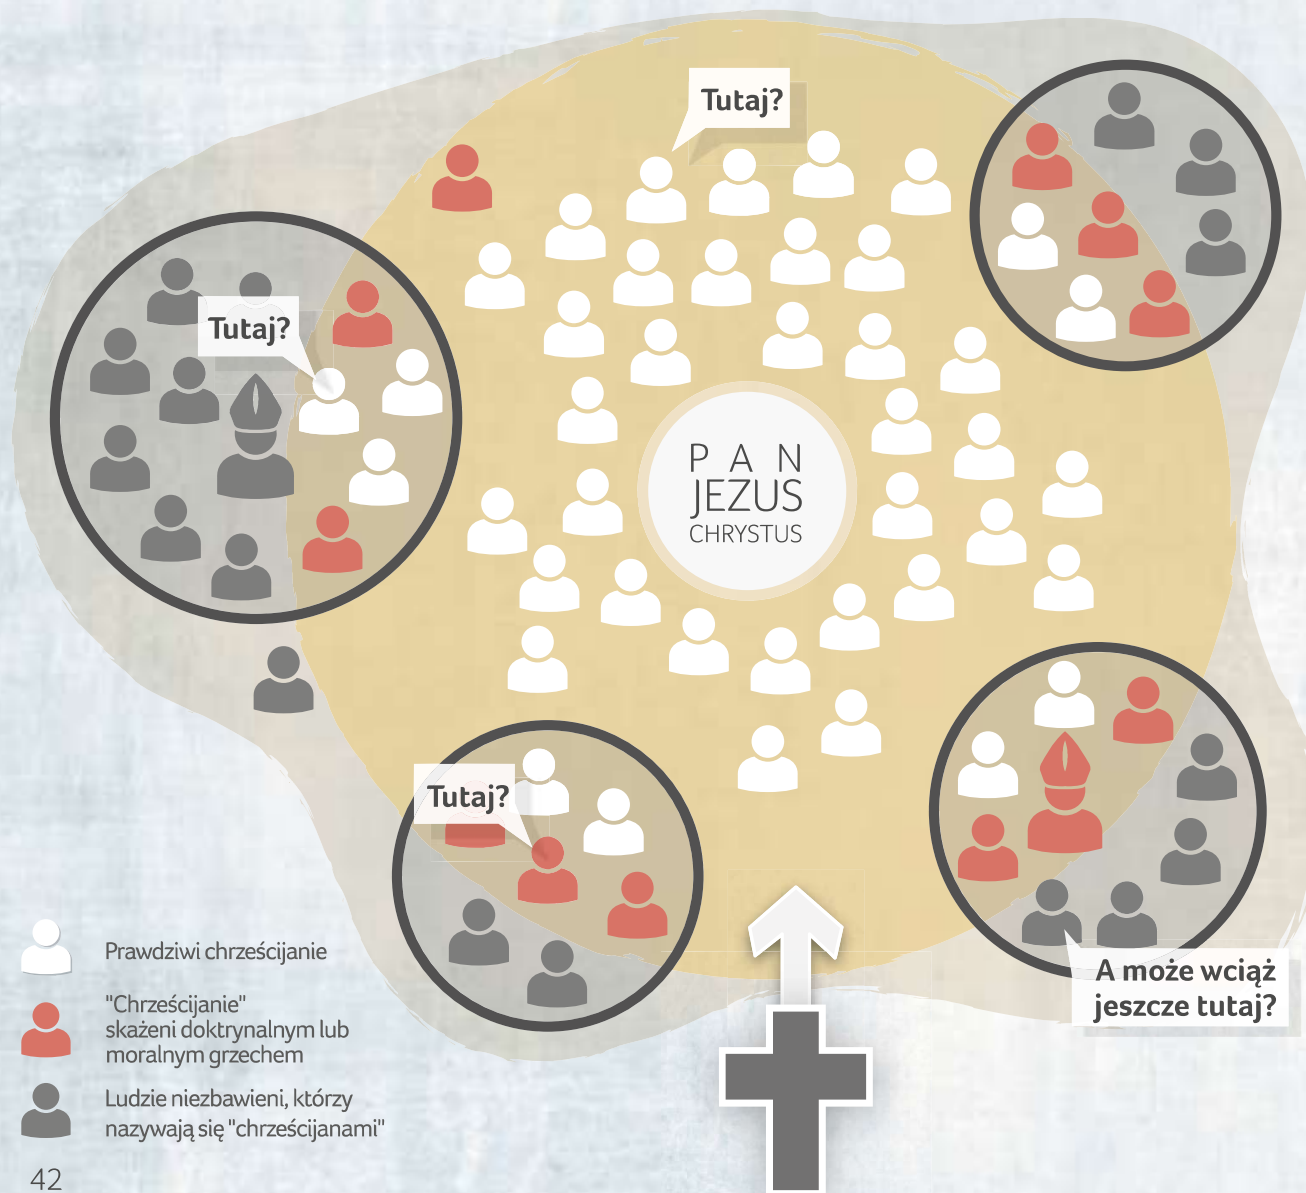 Tutaj?
Tutaj?
P A N
JEZUS
CHRYSTUS
Tutaj?
A może wciąż
jeszcze tutaj?
Prawdziwi chrześcijanie
"Chrześcijanie"
skażeni doktrynalnym lub
moralnym grzechem
Ludzie niezbawieni, którzy
nazywają się "chrześcijanami"
42